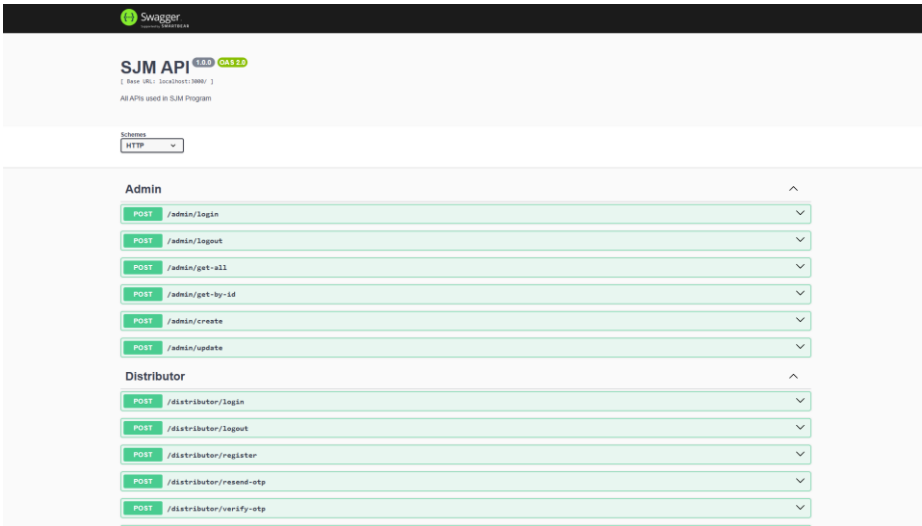 Swagger
Supported by SMARTBEAR
SJM API 1.0.0 OAS 2.0
[ Base URL: localhost:3000/ ]
All APIs used in SJM Program
Schemes
HTTP
Admin
POST /admin/login
POST /admin/logout
POST /admin/get-all
POST /admin/get-by-id
POST /admin/create
POST /admin/update
Distributor
POST /distributor/login
POST /distributor/logout
POST /distributor/register
POST /distributor/resend-otp
POST /distributor/verify-otp